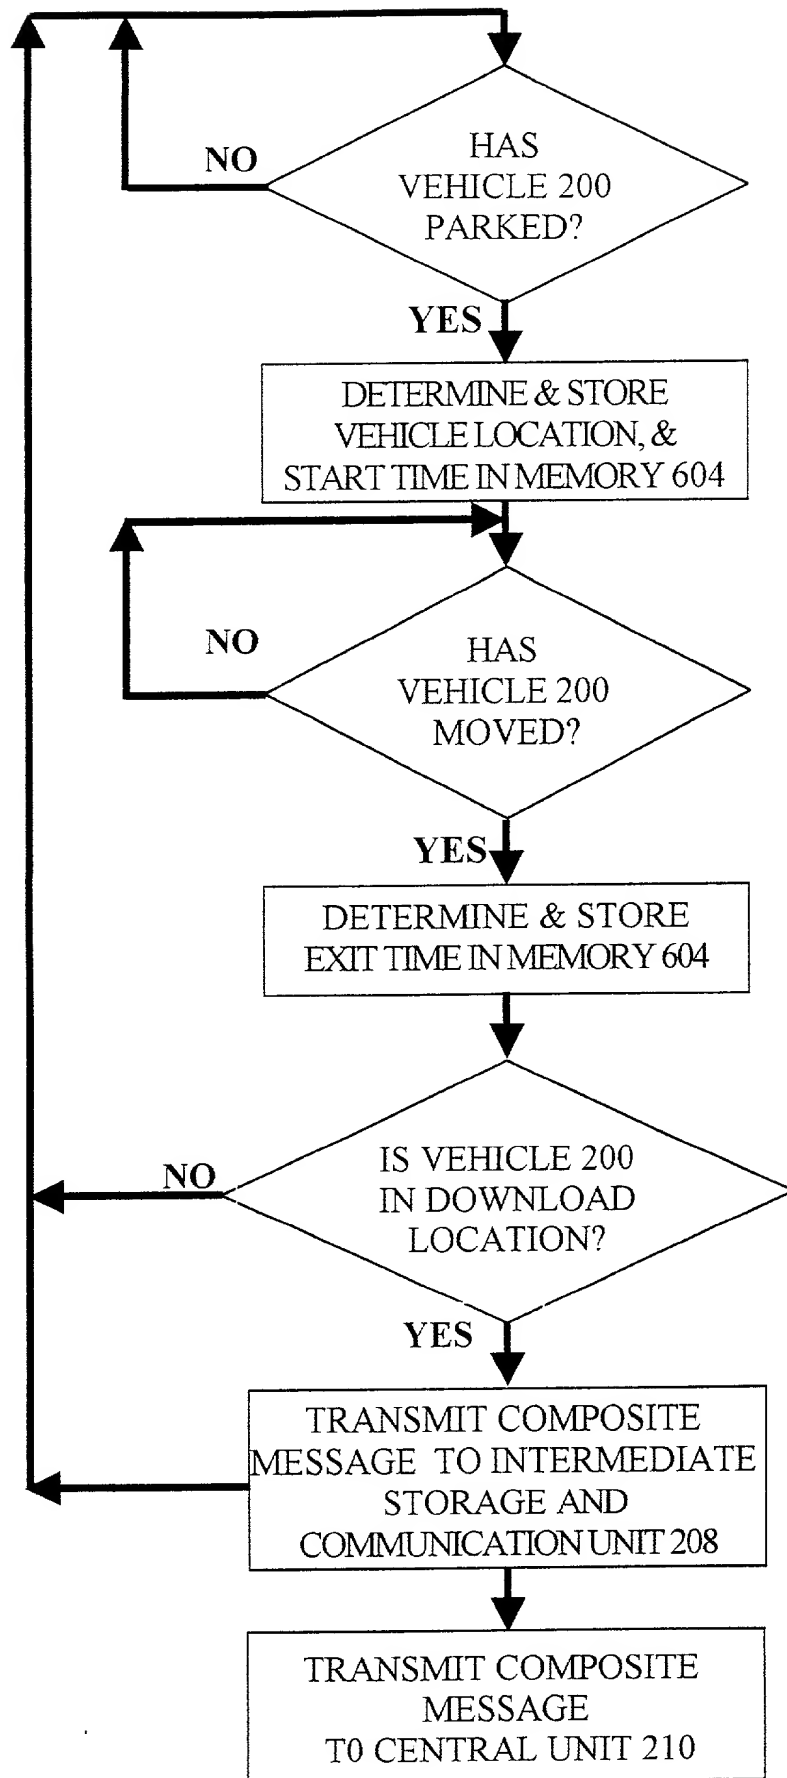 HAS
VEHICLE 200
PARKED?
NO
YES
DETERMINE & STORE
VEHICLE LOCATION, &
START TIME IN MEMORY 604
HAS
VEHICLE 200
MOVED?
NO
YES
DETERMINE & STORE
EXIT TIME IN MEMORY 604
IS VEHICLE 200
IN DOWNLOAD
LOCATION?
NO
YES
TRANSMIT COMPOSITE
MESSAGE TO INTERMEDIATE
STORAGE AND
COMMUNICATION UNIT 208
TRANSMIT COMPOSITE
MESSAGE
T0 CENTRAL UNIT 210